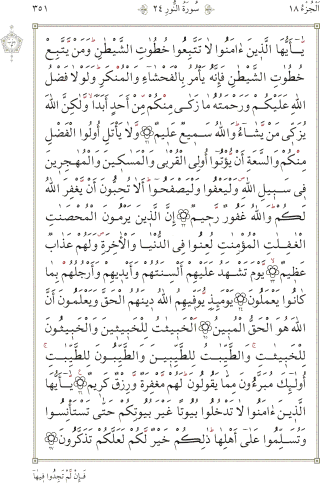 الجزء ١٨ سورة النور ٢٤ ٣٥١
يَٰٓأَيُّهَا ٱلَّذِينَ ءَامَنُوا۟ لَا تَتَّبِعُوا۟ خُطُوَٰتِ ٱلشَّيْطَٰنِ وَمَن يَتَّبِعْ
خُطُوَٰتِ ٱلشَّيْطَٰنِ فَإِنَّهُۥ يَأْمُرُ بِٱلْفَحْشَآءِ وَٱلْمُنكَرِ وَلَوْلَا فَضْلُ
ٱللَّهِ عَلَيْكُمْ وَرَحْمَتُهُۥ مَا زَكَىٰ مِنكُم مِّنْ أَحَدٍ أَبَدًا وَلَٰكِنَّ ٱللَّهَ
يُزَكِّى مَن يَشَآءُ وَٱللَّهُ سَمِيعٌ عَلِيمٌ وَلَا يَأْتَلِ أُو۟لُوا۟ ٱلْفَضْلِ
مِنكُمْ وَٱلسَّعَةِ أَن يُؤْتُوٓا۟ أُو۟لِى ٱلْقُرْبَىٰ وَٱلْمَسَٰكِينَ وَٱلْمُهَٰجِرِينَ
فِى سَبِيلِ ٱللَّهِ وَلْيَعْفُوا۟ وَلْيَصْفَحُوٓا۟ أَلَا تُحِبُّونَ أَن يَغْفِرَ ٱللَّهُ
لَكُمْ وَٱللَّهُ غَفُورٌ رَّحِيمٌ إِنَّ ٱلَّذِينَ يَرْمُونَ ٱلْمُحْصَنَٰتِ
ٱلْغَٰفِلَٰتِ ٱلْمُؤْمِنَٰتِ لُعِنُوا۟ فِى ٱلدُّنْيَا وَٱلْأَخِرَةِ وَلَهُمْ عَذَابٌ
عَظِيمٌ يَوْمَ تَشْهَدُ عَلَيْهِمْ أَلْسِنَتُهُمْ وَأَيْدِيهِمْ وَأَرْجُلُهُم بِمَا
كَانُوا۟ يَعْمَلُونَ يَوْمَئِذٍ يُوَفِّيهِمُ ٱللَّهُ دِينَهُمُ ٱلْحَقَّ وَيَعْلَمُونَ أَنَّ
ٱللَّهَ هُوَ ٱلْحَقُّ ٱلْمُبِينُ ٱلْخَبِيثَٰتُ لِلْخَبِيثِينَ وَٱلْخَبِيثُونَ
لِلْخَبِيثَٰتِ وَٱلطَّيِّبَٰتُ لِلطَّيِّبِينَ وَٱلطَّيِّبُونَ لِلطَّيِّبَٰتِ
أُو۟لَٰٓئِكَ مُبَرَّءُونَ مِمَّا يَقُولُونَ لَهُم مَّغْفِرَةٌ وَرِزْقٌ كَرِيمٌ يَٰٓأَيُّهَا
ٱلَّذِينَ ءَامَنُوا۟ لَا تَدْخُلُوا۟ بُيُوتًا غَيْرَ بُيُوتِكُمْ حَتَّىٰ تَسْتَأْنِسُوا۟
وَتُسَلِّمُوا۟ عَلَىٰٓ أَهْلِهَا ذَٰلِكُمْ خَيْرٌ لَّكُمْ لَعَلَّكُمْ تَذَكَّرُونَ
فَإِن لَّمْ تَجِدُوا۟ فِيهَآ